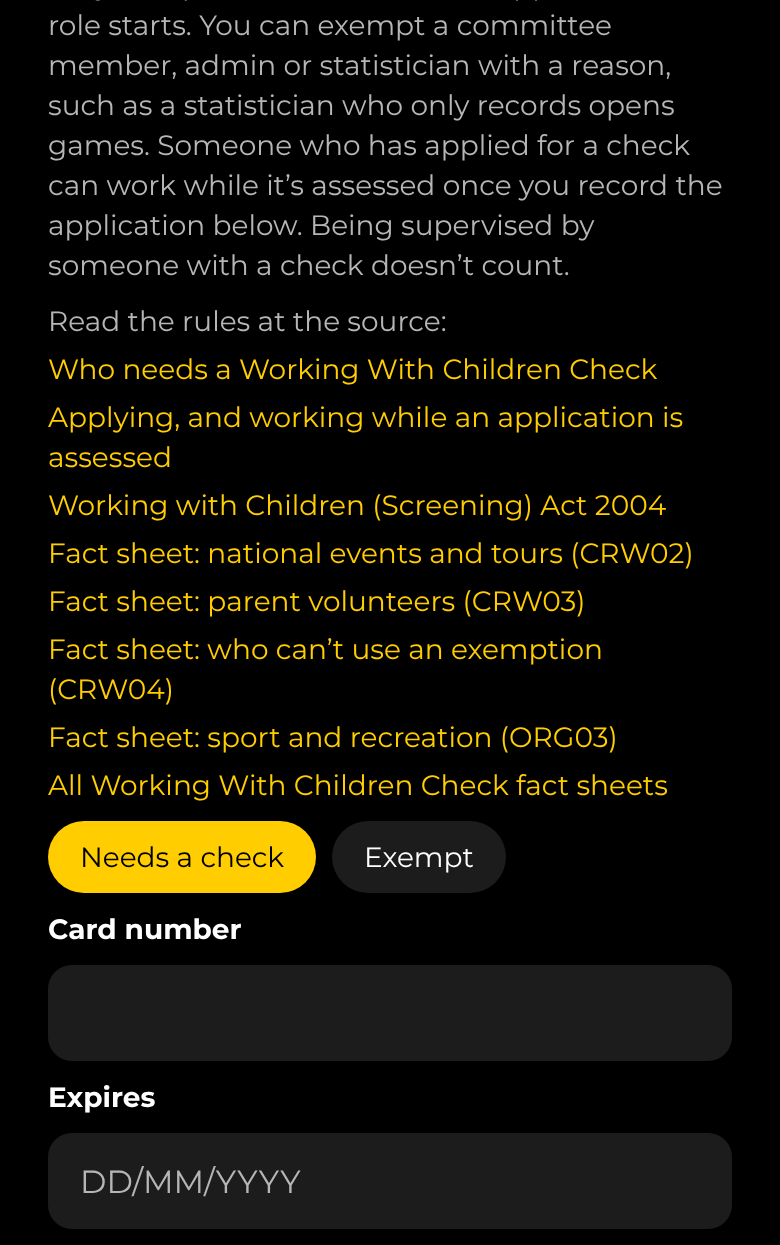 role starts. You can exempt a committee
member, admin or statistician with a reason,
such as a statistician who only records opens
games. Someone who has applied for a check
can work while it’s assessed once you record the
application below. Being supervised by
someone with a check doesn’t count.
Read the rules at the source:
Who needs a Working With Children Check
Applying, and working while an application is
assessed
Working with Children (Screening) Act 2004
Fact sheet: national events and tours (CRW02)
Fact sheet: parent volunteers (CRW03)
Fact sheet: who can’t use an exemption
(CRW04)
Fact sheet: sport and recreation (ORG03)
All Working With Children Check fact sheets
Needs a check
Exempt
Card number
Expires
DD/MM/YYYY